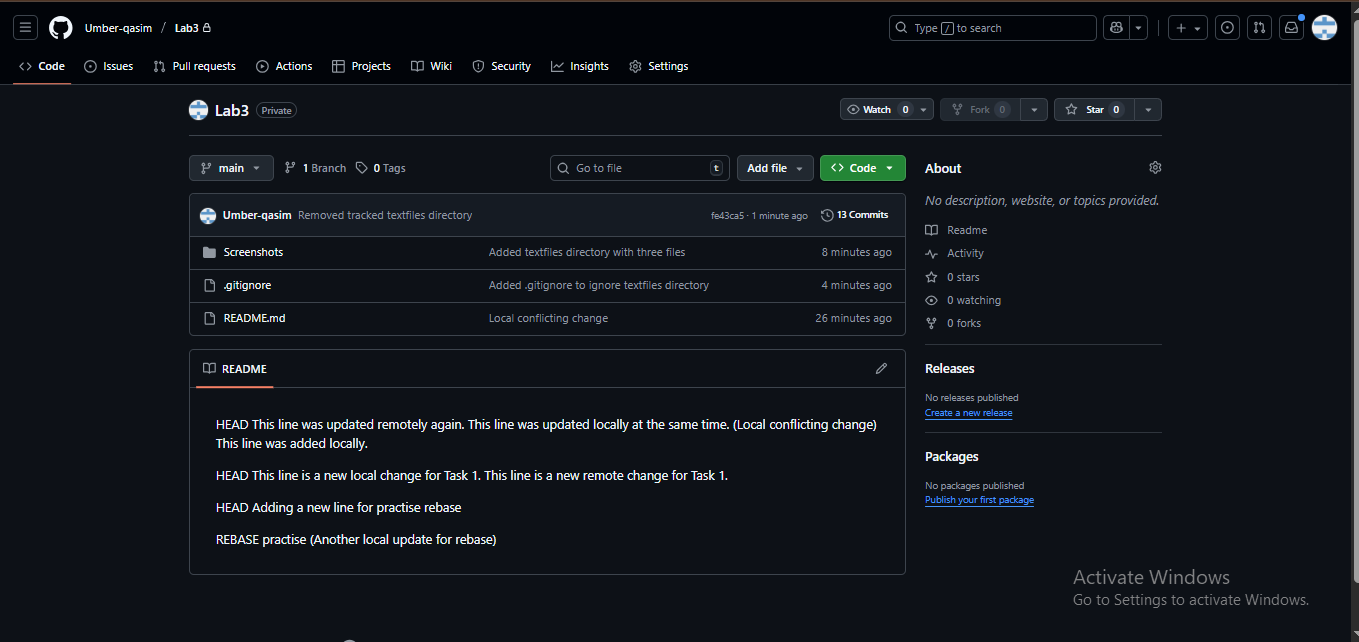 Umber-qasim / Lab3
Type / to search
Code Issues Pull requests Actions Projects Wiki Security Insights Settings
Lab3 Private
Watch 0 Fork 0 Star 0
main 1 Branch 0 Tags Go to file t Add file Code
Umber-qasim Removed tracked textfiles directory fe43ca5 · 1 minute ago 13 Commits
Screenshots Added textfiles directory with three files 8 minutes ago
.gitignore Added .gitignore to ignore textfiles directory 4 minutes ago
README.md Local conflicting change 26 minutes ago
README
HEAD This line was updated remotely again. This line was updated locally at the same time. (Local conflicting change)
This line was added locally.
HEAD This line is a new local change for Task 1. This line is a new remote change for Task 1.
HEAD Adding a new line for practise rebase
REBASE practise (Another local update for rebase)
About
No description, website, or topics provided.
Readme
Activity
0 stars
0 watching
0 forks
Releases
No releases published
Create a new release
Packages
No packages published
Publish your first package
Activate Windows
Go to Settings to activate Windows.